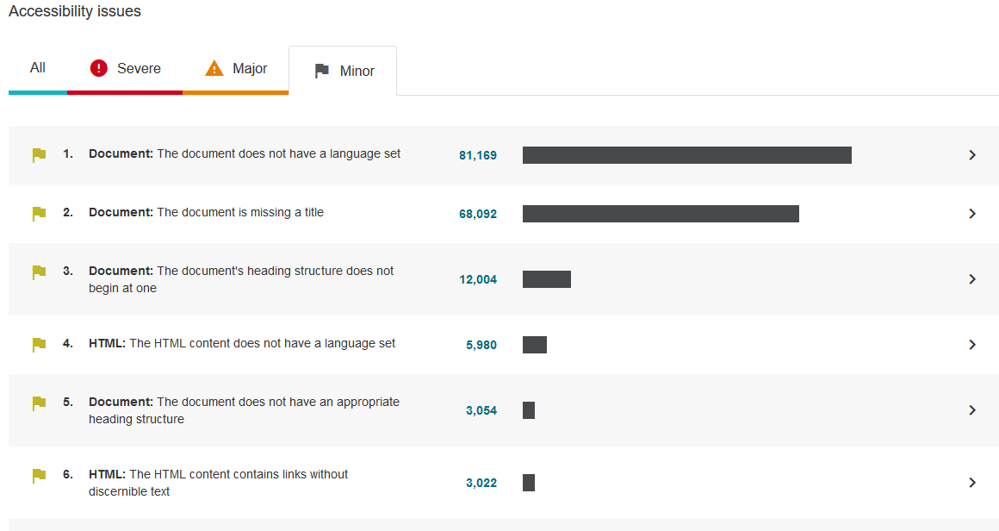 Accessibility issues
All
Severe
Major
Minor
1. Document: The document does not have a language set 81,169
2. Document: The document is missing a title 68,092
3. Document: The document's heading structure does not
begin at one 12,004
4. HTML: The HTML content does not have a language set 5,980
5. Document: The document does not have an appropriate
heading structure 3,054
6. HTML: The HTML content contains links without
discernible text 3,022